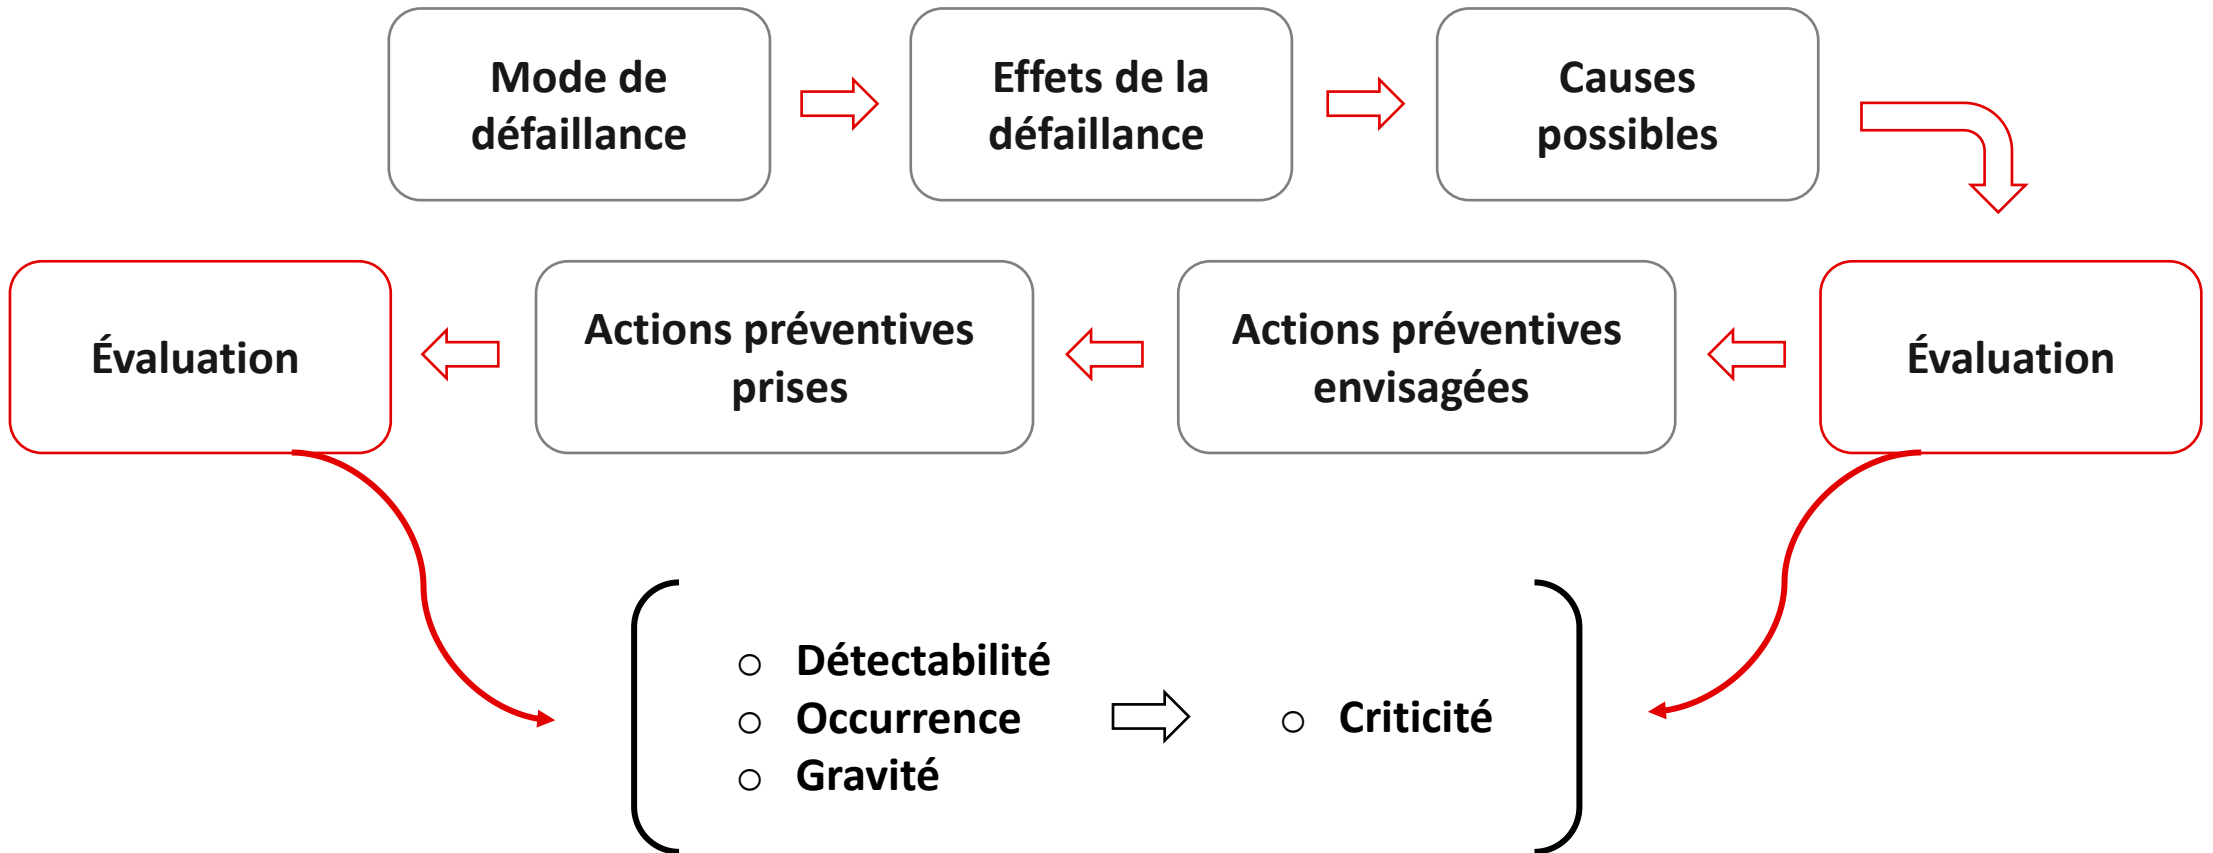 Mode de
défaillance
Effets de la
défaillance
Causes
possibles
Évaluation
Actions préventives
prises
Actions préventives
envisagées
Évaluation
Détectabilité
Occurrence
Gravité
Criticité